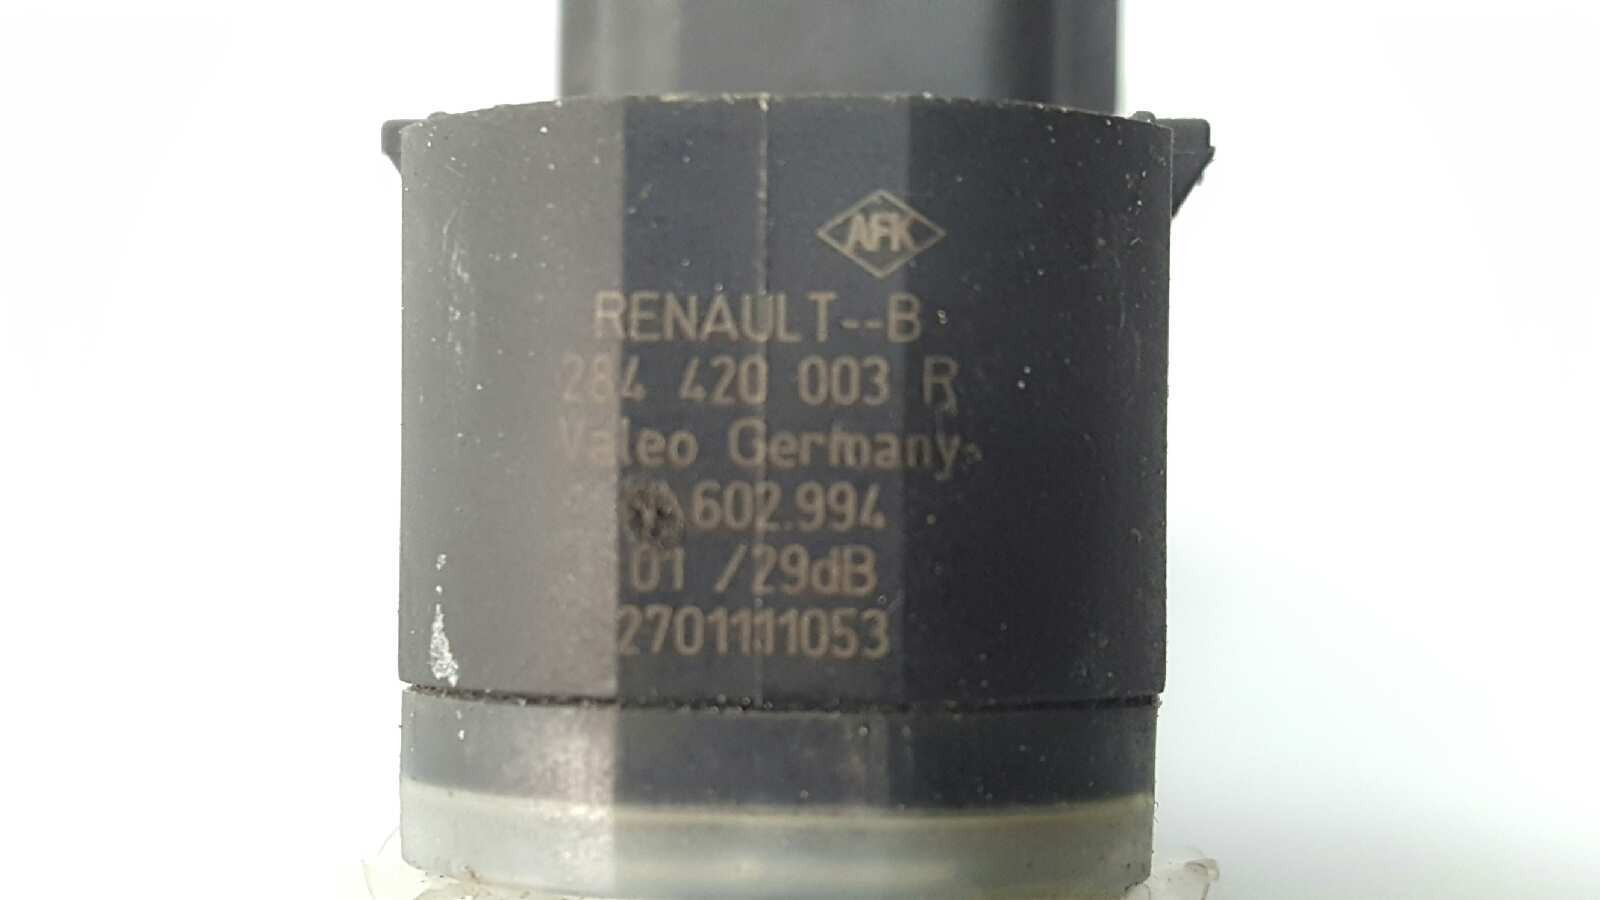 AFK
RENAULT--B
284 420 003 R
Valeo Germany
602.994
01 /29dB
2701111053